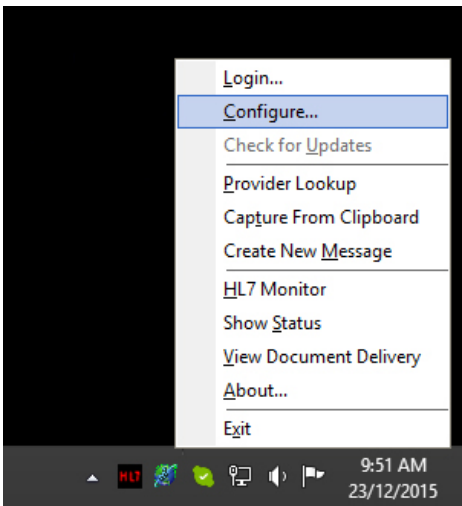 Login...
Configure...
Check for Updates
Provider Lookup
Capture From Clipboard
Create New Message
HL7 Monitor
Show Status
View Document Delivery
About...
Exit
HL7
9:51 AM
23/12/2015